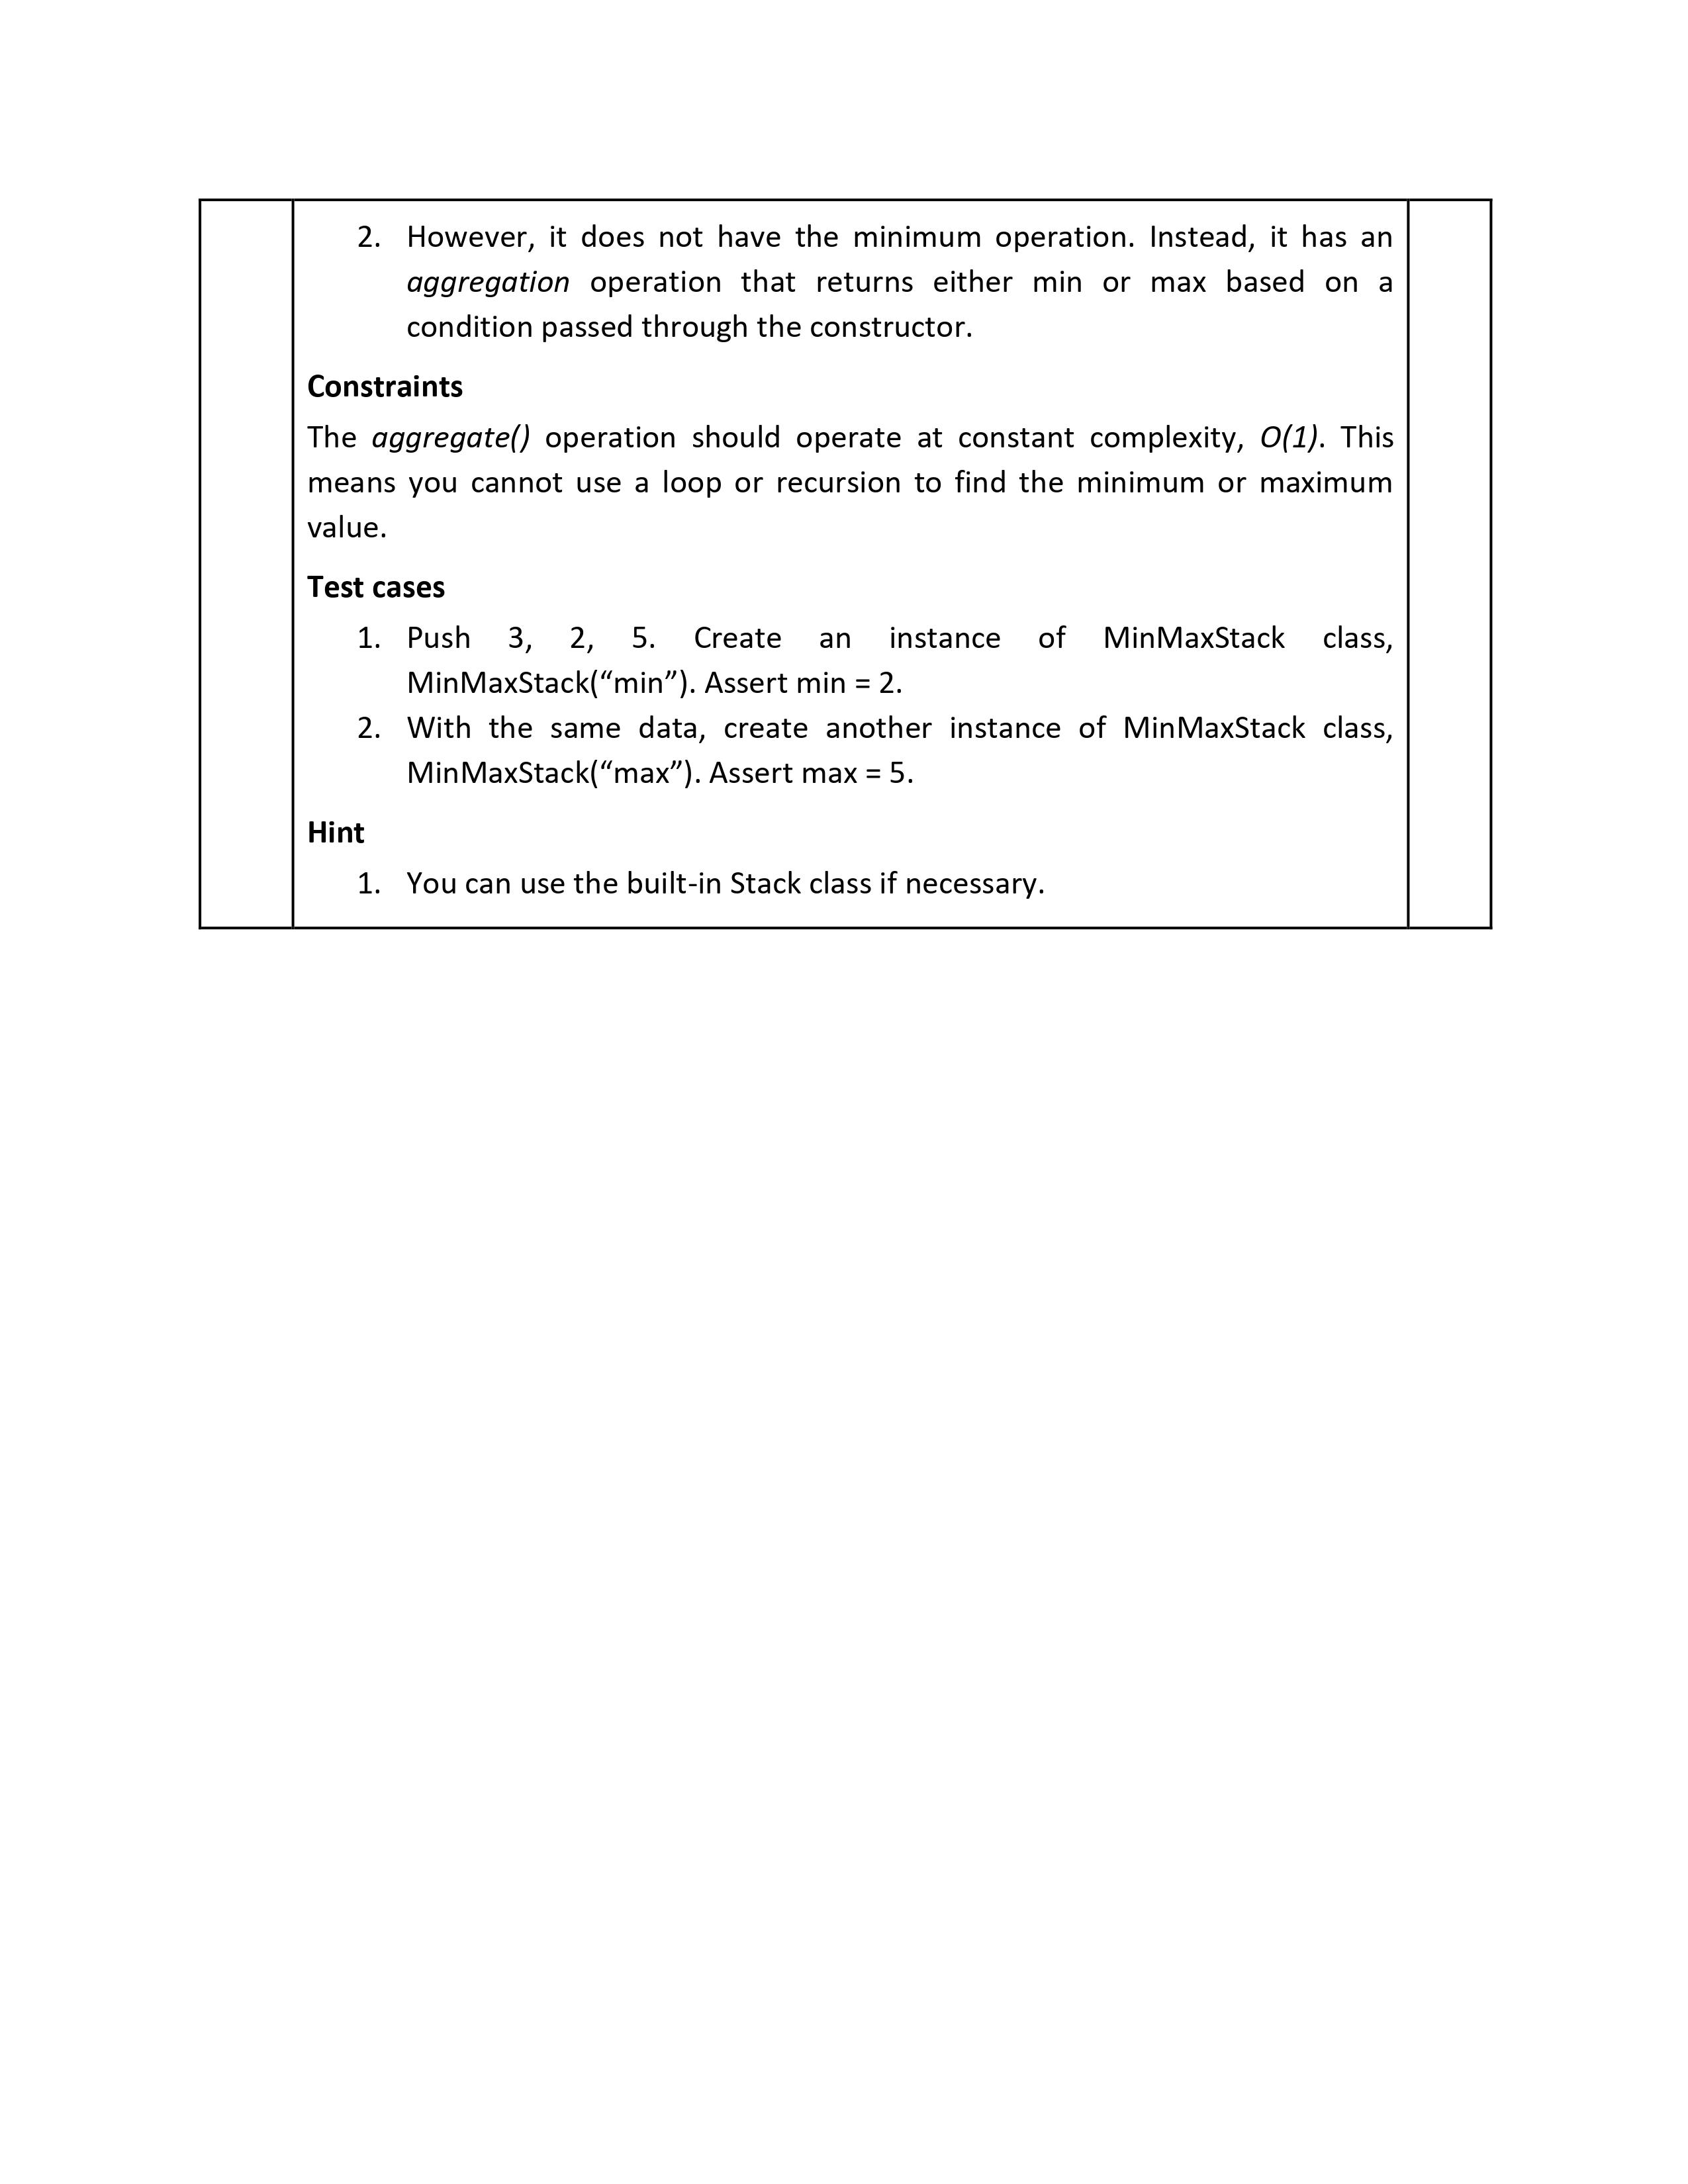 2. However, it does not have the minimum operation. Instead, it has an
aggregation operation that returns either min or max based on a
condition passed through the constructor.
Constraints
The aggregate() operation should operate at constant complexity, O(1). This
means you cannot use a loop or recursion to find the minimum or maximum
value.
Test cases
1. Push 3, 2, 5. Create an instance of MinMaxStack class,
MinMaxStack(“min”). Assert min = 2.
2. With the same data, create another instance of MinMaxStack class,
MinMaxStack(“max”). Assert max = 5.
Hint
1. You can use the built-in Stack class if necessary.